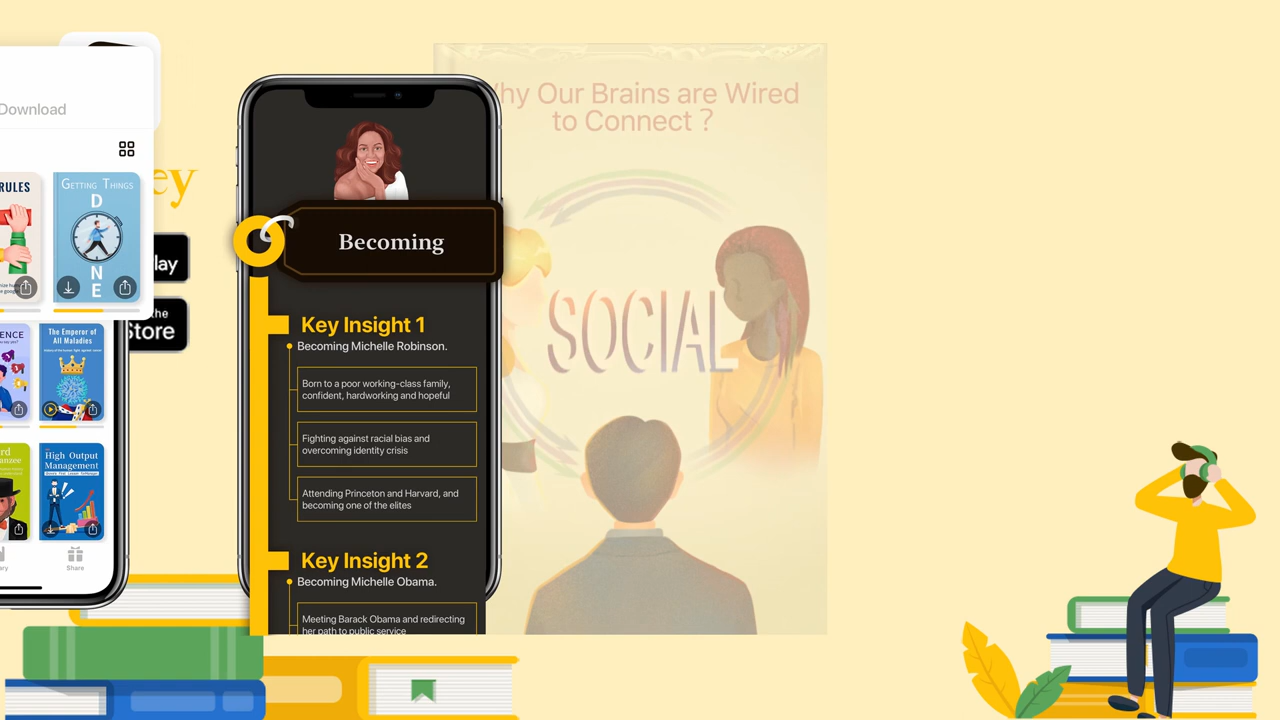 Download
RULES
GETTING THINGS
D
N
E
ey
lay
the
Store
ENCE
The Emperor of
All Maladies
High Output
Management
Share
Becoming
Key Insight 1
Becoming Michelle Robinson.
Born to a poor working-class family,
confident, hardworking and hopeful
Fighting against racial bias and
overcoming identity crisis
Attending Princeton and Harvard, and
becoming one of the elites
Key Insight 2
Becoming Michelle Obama.
Meeting Barack Obama and redirecting
her path to public service
hy Our Brains are Wired
to Connect ?
SOCIAL